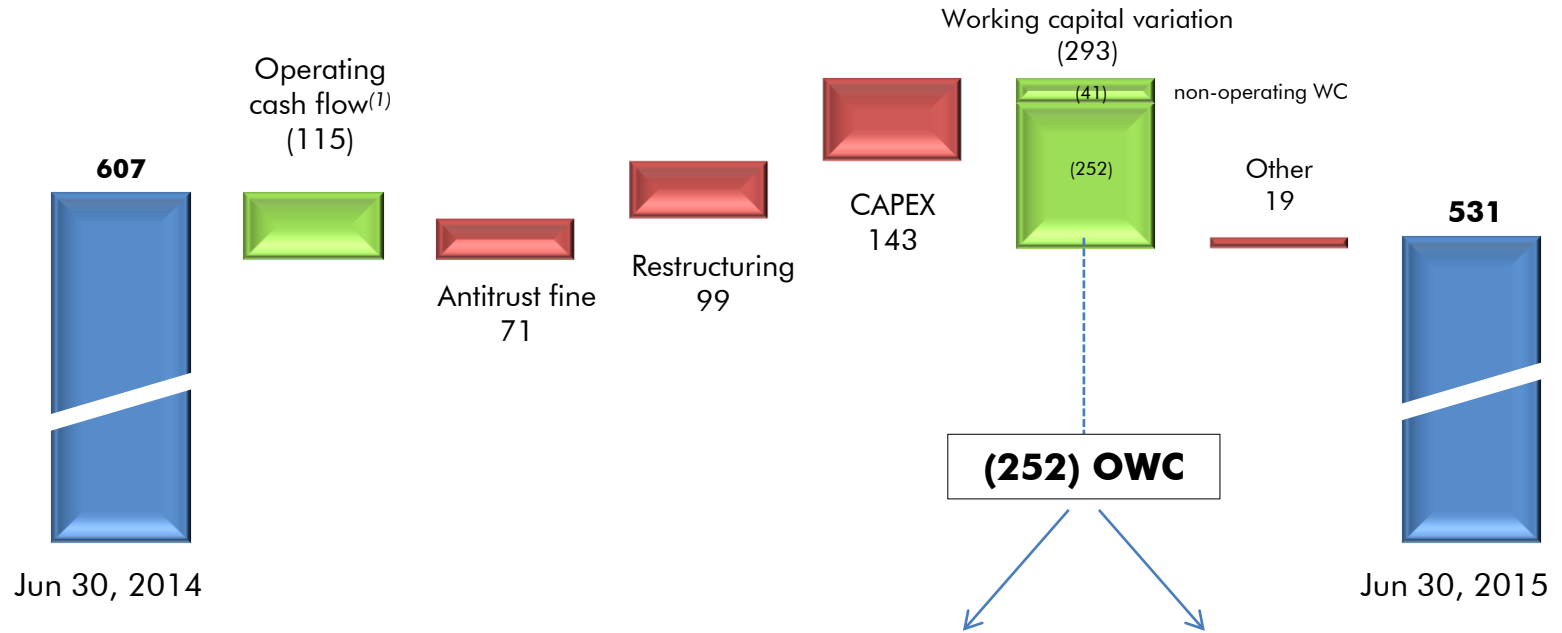 Working capital variation
(293)
Operating
cash flow(1)
(115)
(41)
non-operating WC
607
(252)
Other
19
CAPEX
143
531
Restructuring
99
Antitrust fine
71
(252) OWC
Jun 30, 2014
Jun 30, 2015